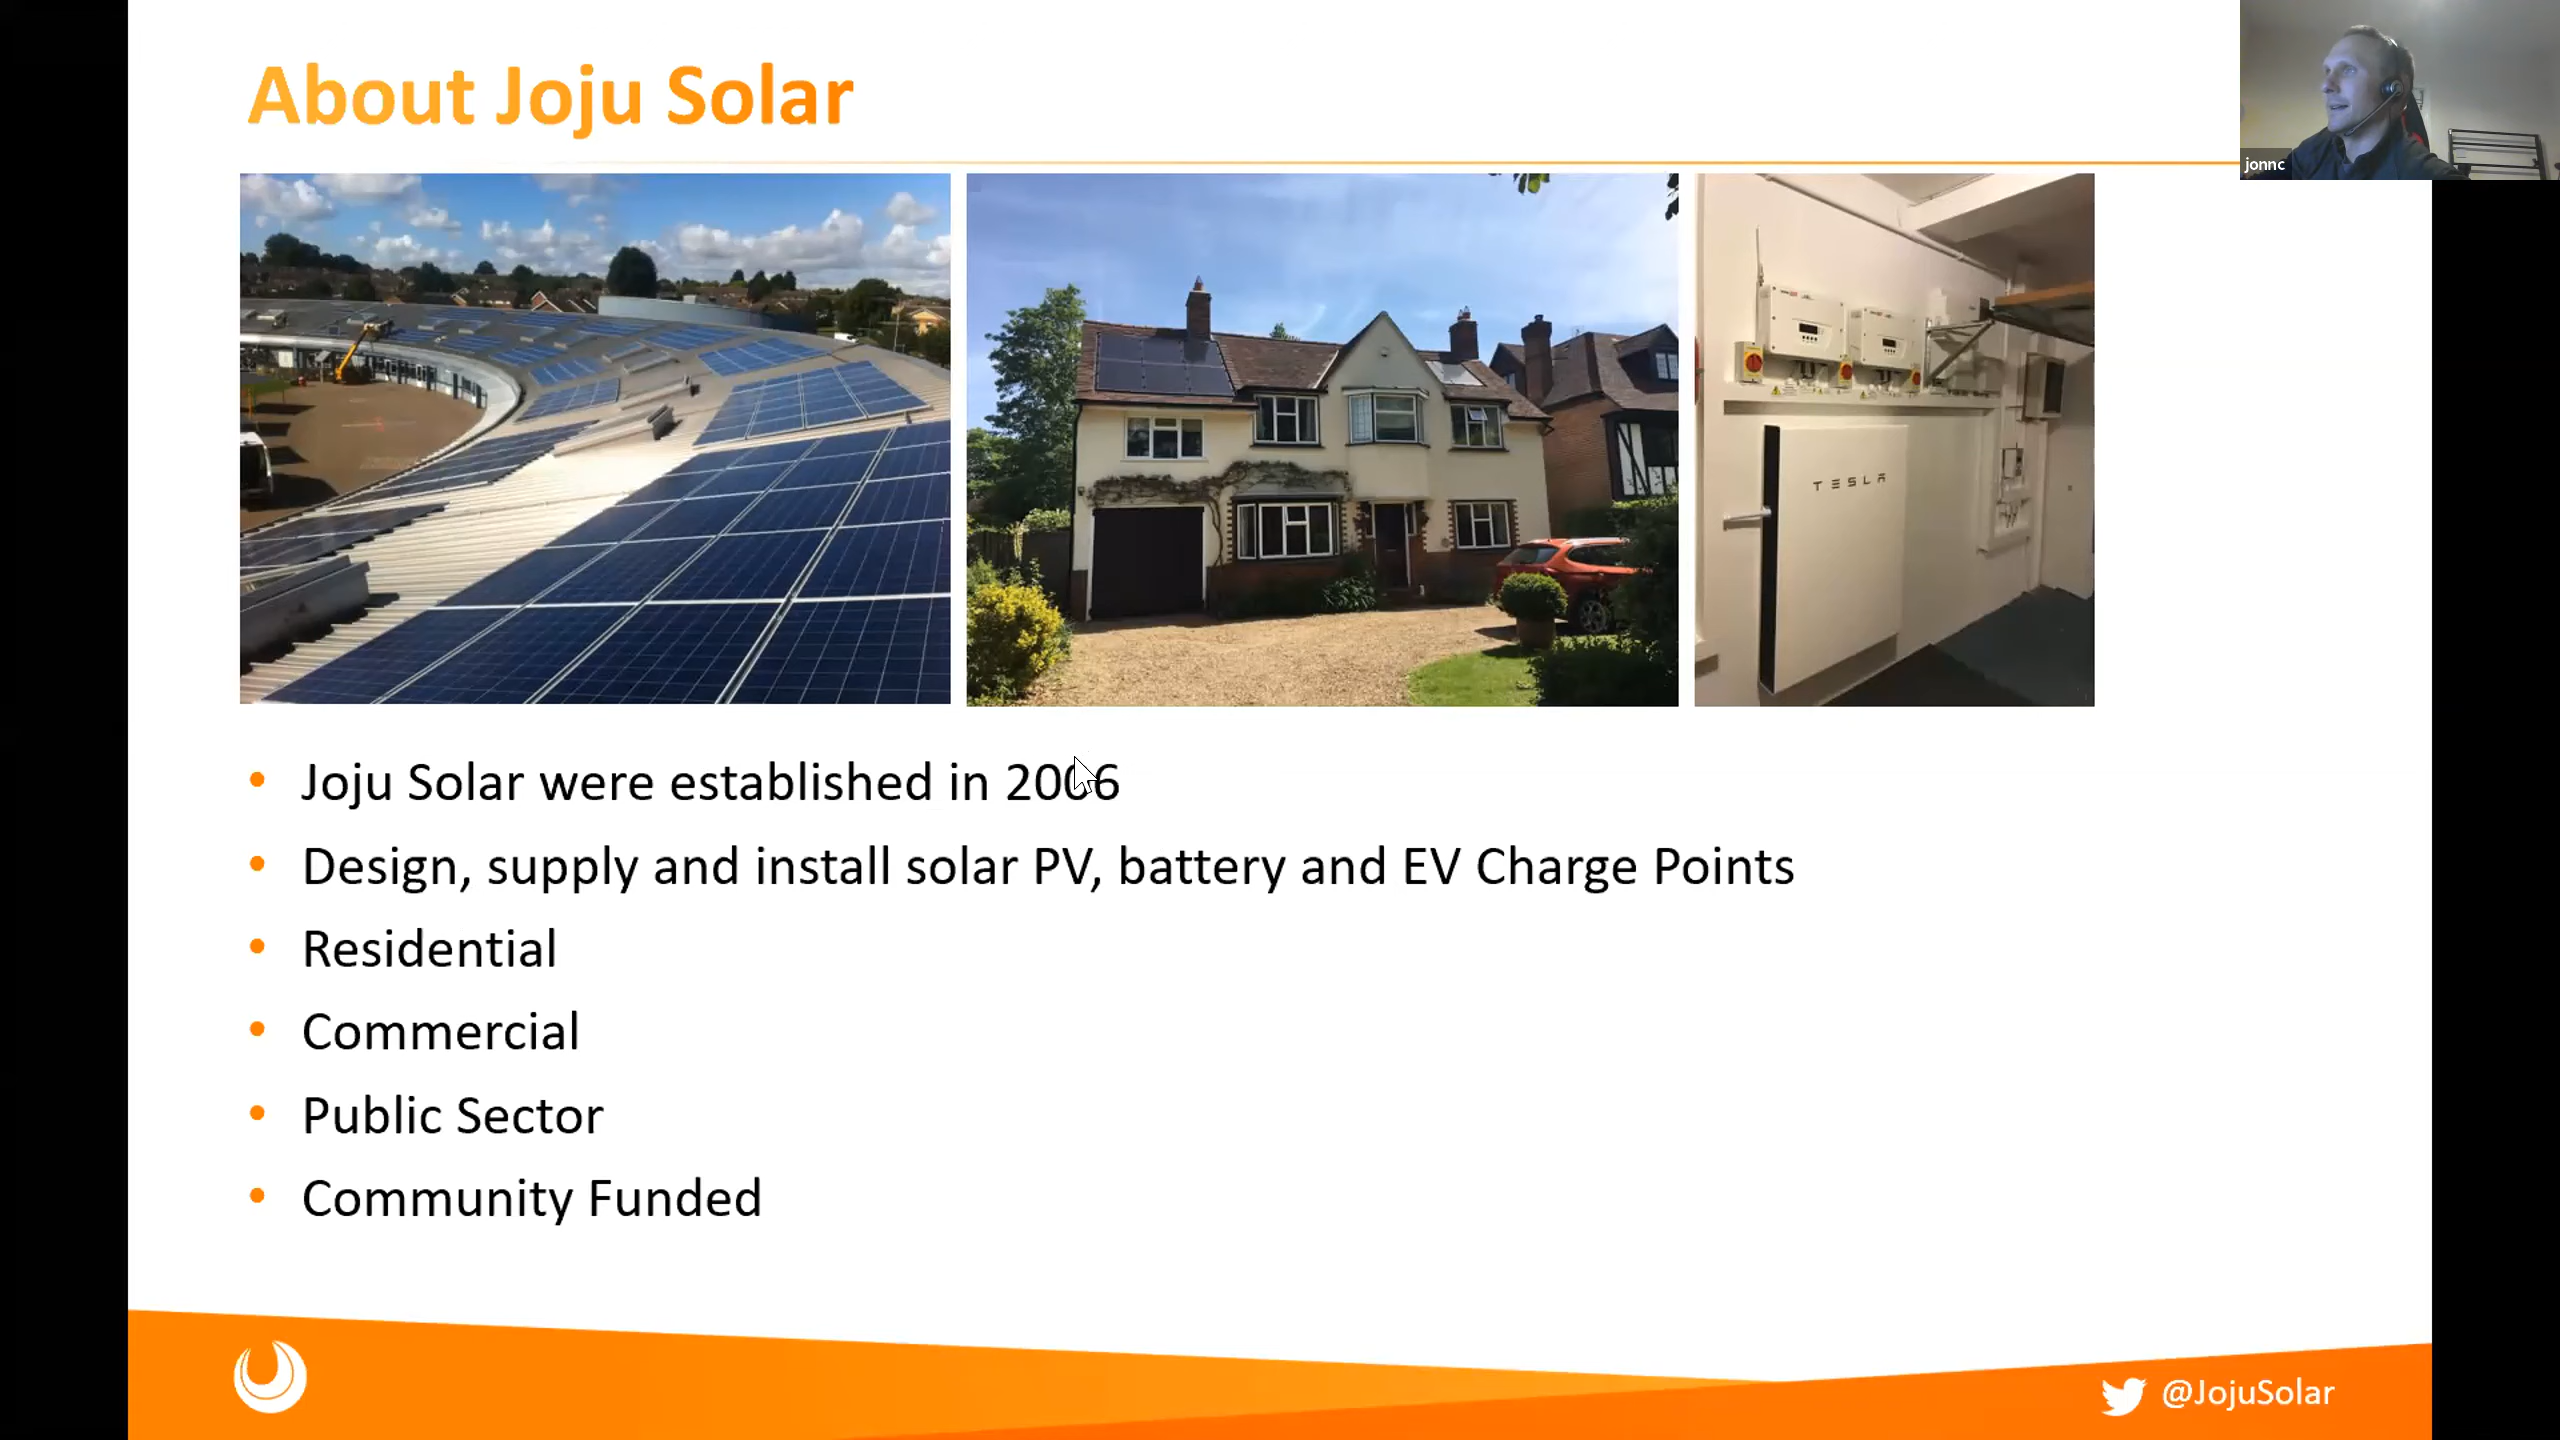 About Joju Solar
jonnc
TESLA
• Joju Solar were established in 2006
• Design, supply and install solar PV, battery and EV Charge Points
• Residential
• Commercial
• Public Sector
• Community Funded
@JojuSolar